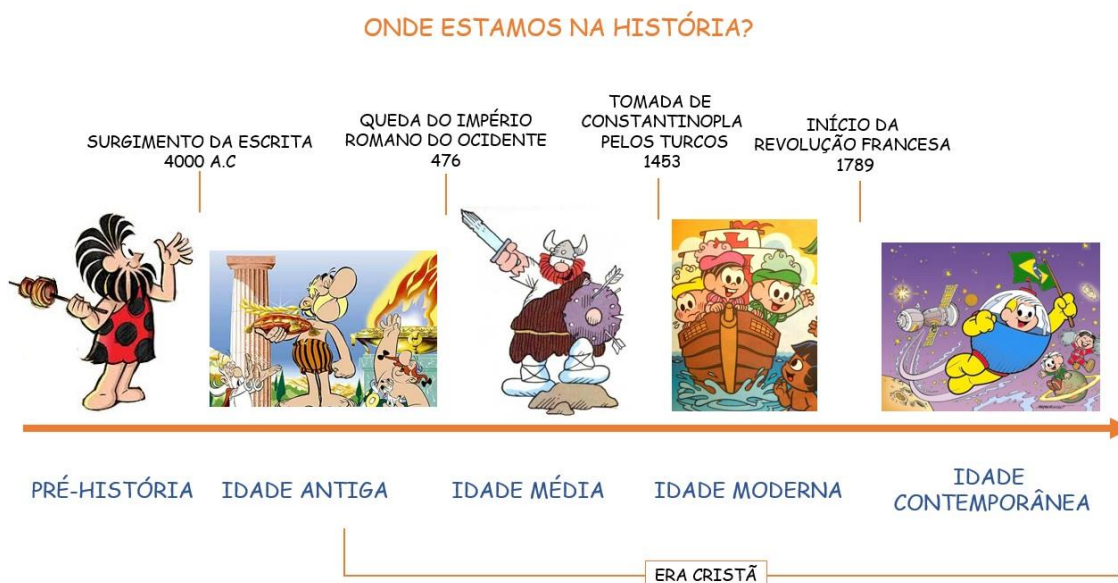 ONDE ESTAMOS NA HISTÓRIA?
SURGIMENTO DA ESCRITA
4000 A.C
QUEDA DO IMPÉRIO
ROMANO DO OCIDENTE
476
TOMADA DE
CONSTANTINOPLA
PELOS TURCOS
1453
INÍCIO DA
REVOLUÇÃO FRANCESA
1789
PRÉ-HISTÓRIA
IDADE ANTIGA
IDADE MÉDIA
IDADE MODERNA
IDADE
CONTEMPORÂNEA
ERA CRISTÃ